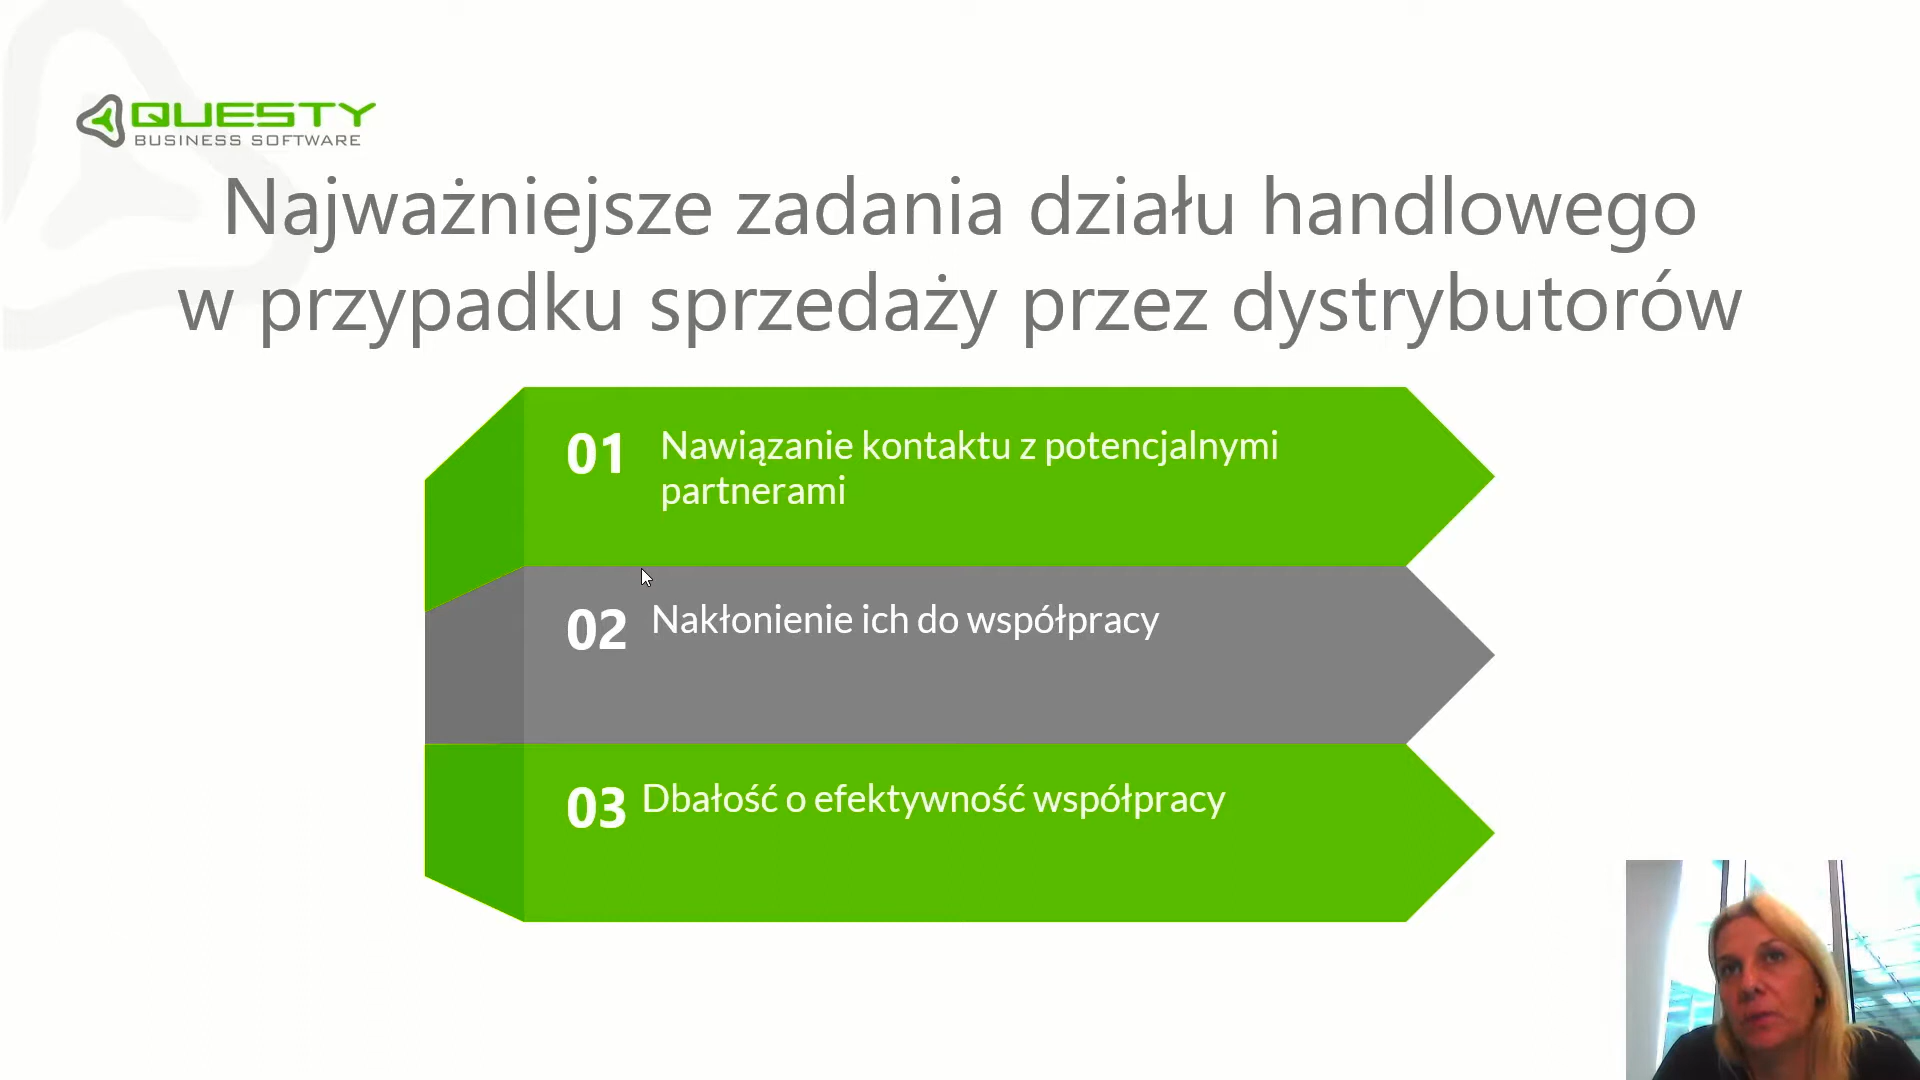 QUESTY
BUSINESS SOFTWARE
Najważniejsze zadania działu handlowego
w przypadku sprzedaży przez dystrybutorów
01 Nawiązanie kontaktu z potencjalnymi
partnerami
02 Nakłonienie ich do współpracy
03 Dbałość o efektywność współpracy